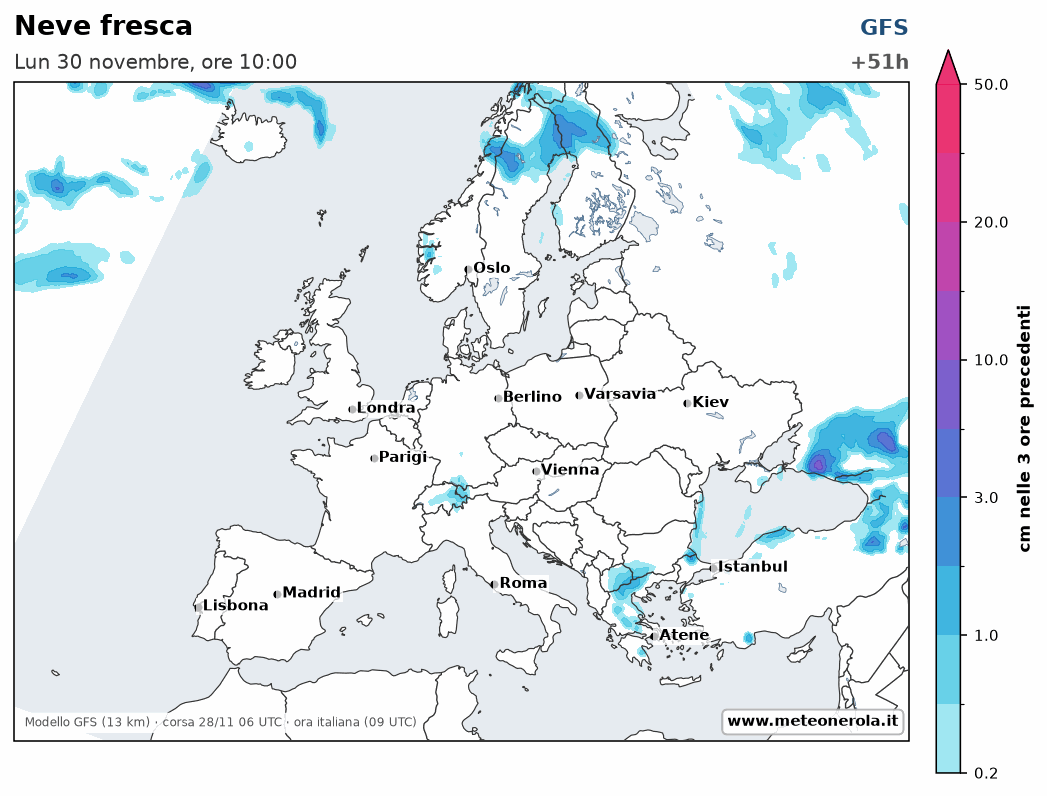 Neve fresca
GFS
Lun 30 novembre, ore 10:00
+51h
50.0
20.0
10.0
3.0
1.0
0.2
cm nelle 3 ore precedenti
Oslo
Berlino
Varsavia
Kiev
Londra
Parigi
Vienna
Istanbul
Roma
Madrid
Lisbona
Atene
Modello GFS (13 km) · corsa 28/11 06 UTC · ora italiana (09 UTC)
www.meteonerola.it